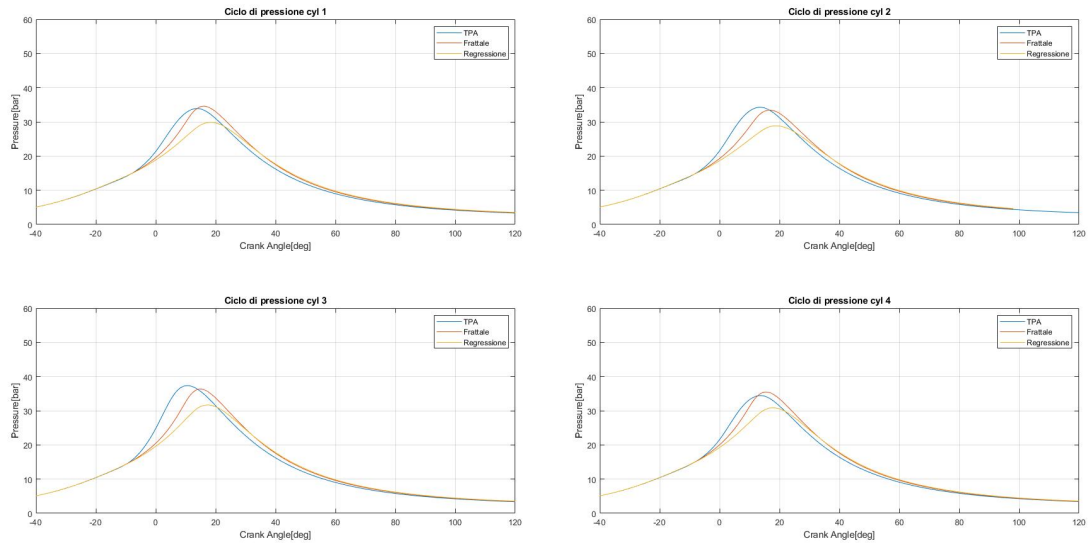 Ciclo di pressione cyl 1
60
50
40
30
20
10
0
Pressure[bar]
-40 -20 0 20 40 60 80 100 120
Crank Angle[deg]
TPA
Frattale
Regressione
Ciclo di pressione cyl 2
60
50
40
30
20
10
0
Pressure[bar]
-40 -20 0 20 40 60 80 100 120
Crank Angle[deg]
TPA
Frattale
Regressione
Ciclo di pressione cyl 3
60
50
40
30
20
10
0
Pressure[bar]
-40 -20 0 20 40 60 80 100 120
Crank Angle[deg]
TPA
Frattale
Regressione
Ciclo di pressione cyl 4
60
50
40
30
20
10
0
Pressure[bar]
-40 -20 0 20 40 60 80 100 120
Crank Angle[deg]
TPA
Frattale
Regressione